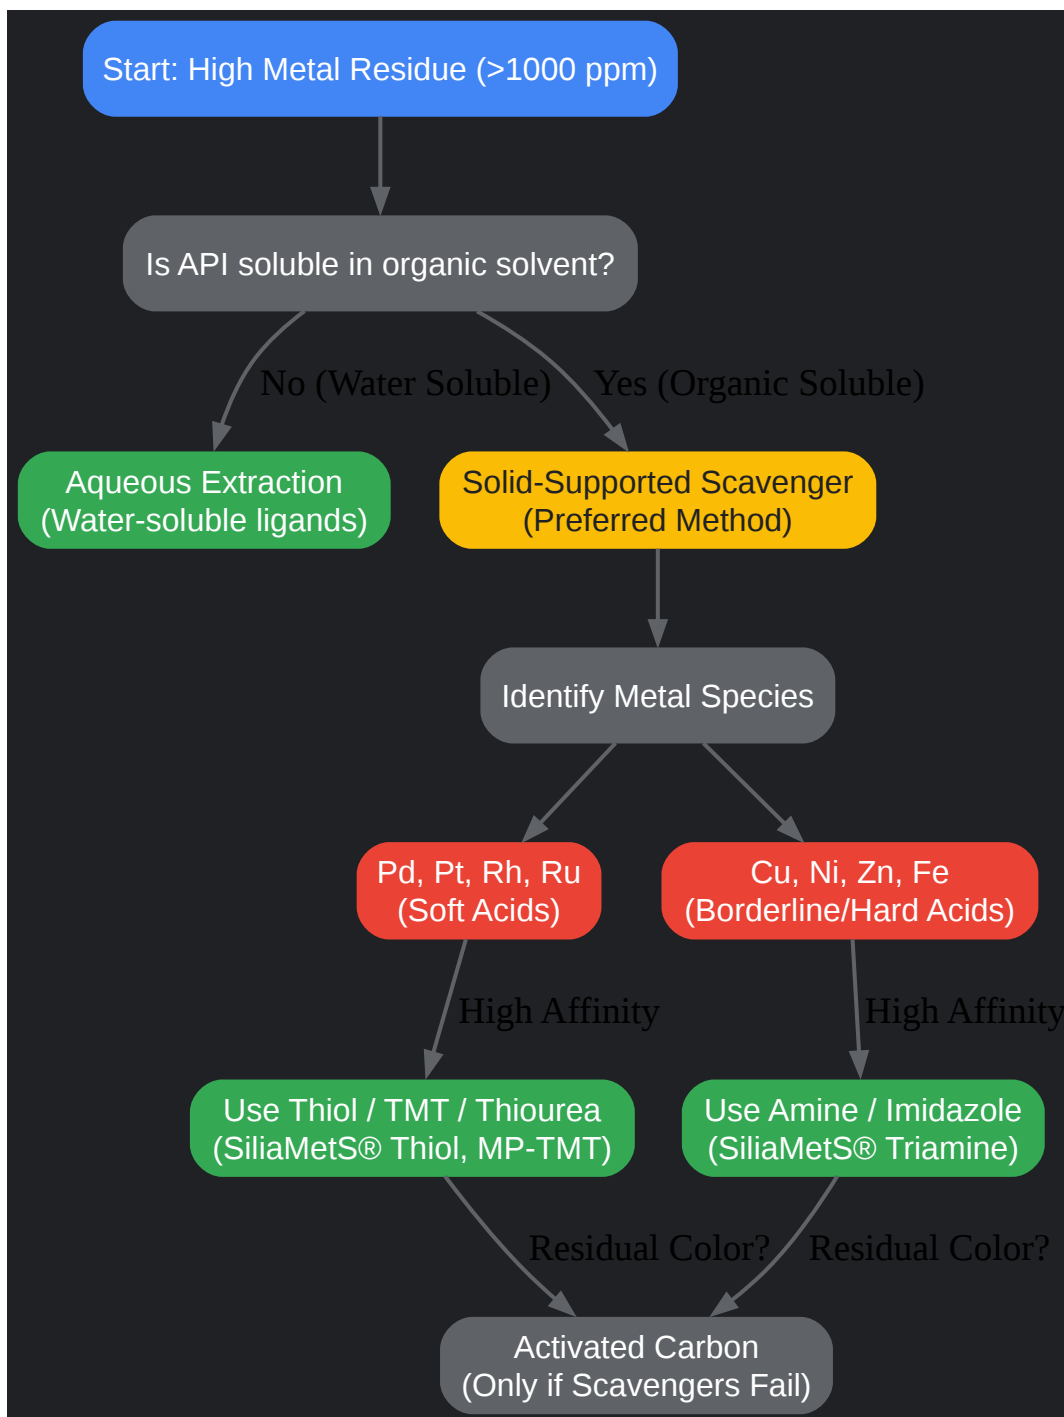 Start: High Metal Residue (>1000 ppm)
Is API soluble in organic solvent?
No (Water Soluble)
Yes (Organic Soluble)
Aqueous Extraction
(Water-soluble ligands)
Solid-Supported Scavenger
(Preferred Method)
Identify Metal Species
Pd, Pt, Rh, Ru
(Soft Acids)
Cu, Ni, Zn, Fe
(Borderline/Hard Acids)
High Affinity
High Affinity
Use Thiol / TMT / Thiourea
(SiliaMetS® Thiol, MP-TMT)
Use Amine / Imidazole
(SiliaMetS® Triamine)
Residual Color?
Residual Color?
Activated Carbon
(Only if Scavengers Fail)